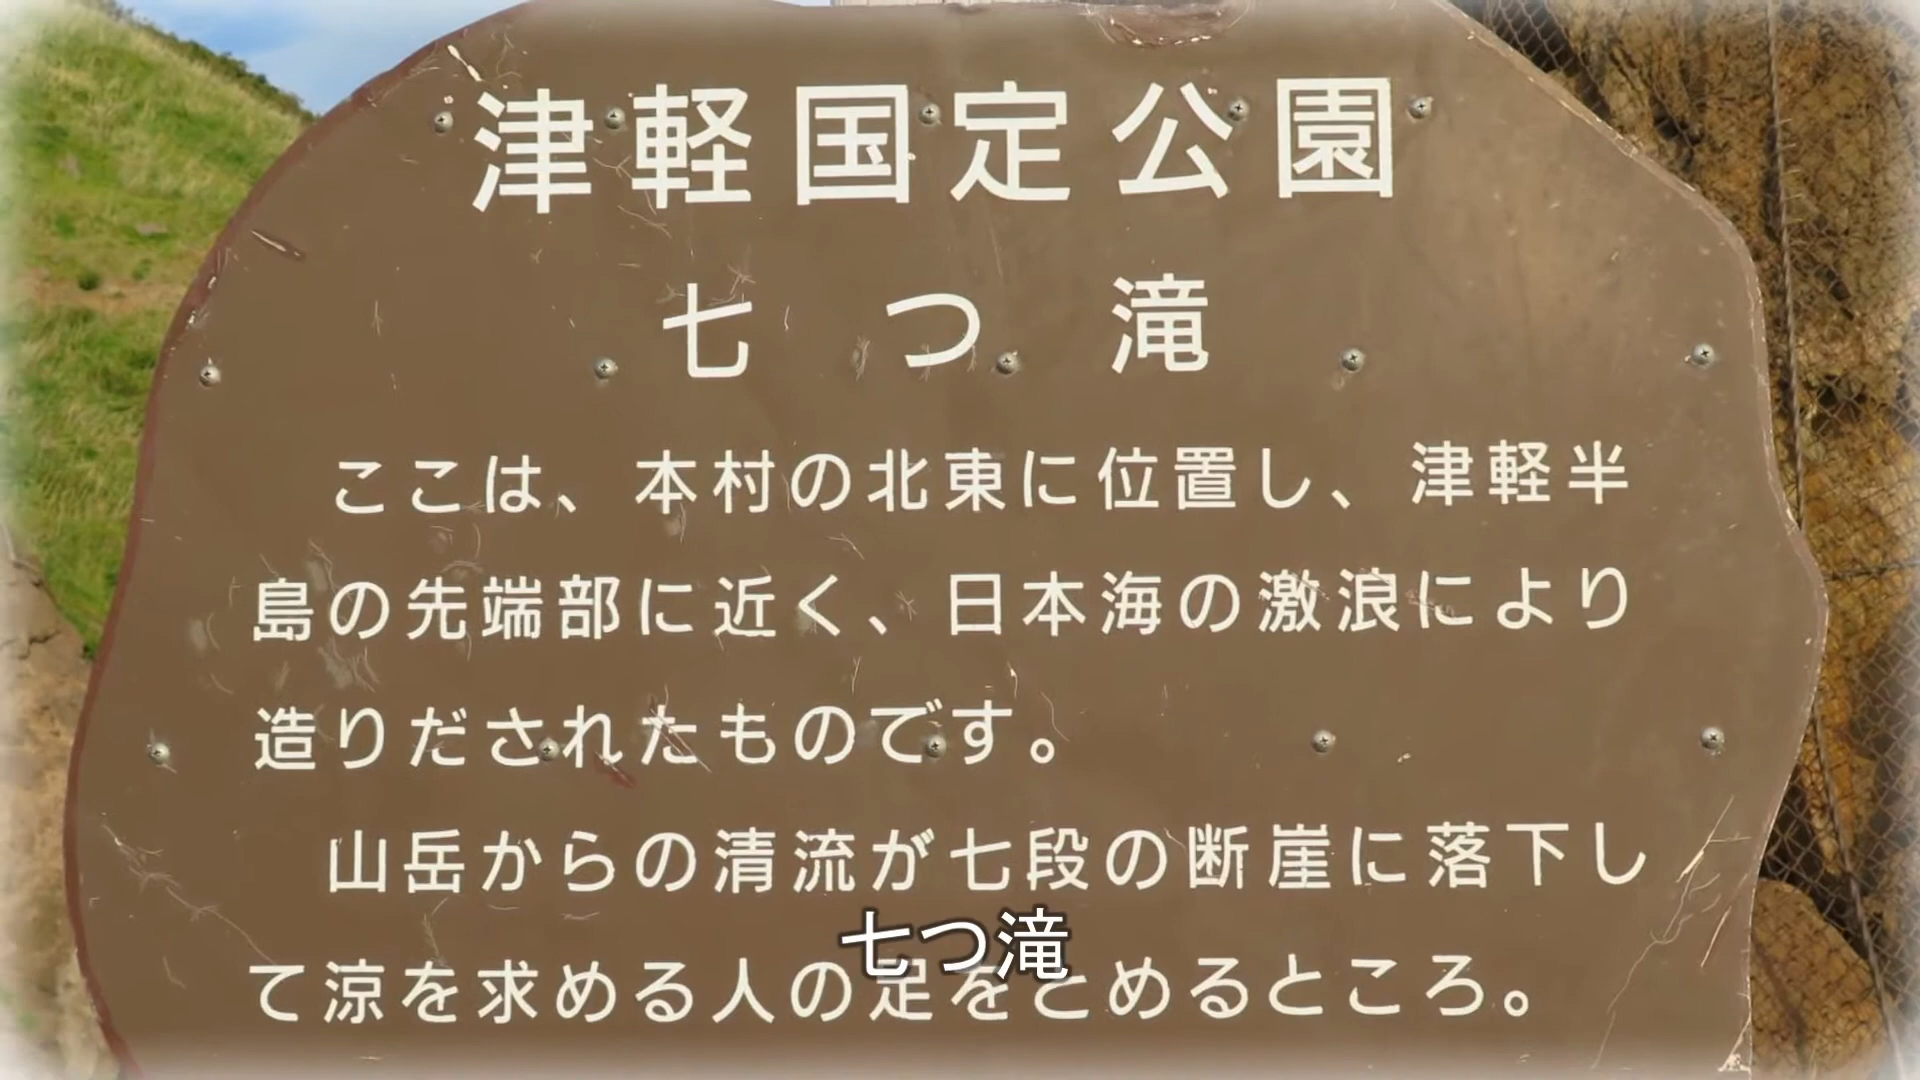 津軽国定公園
七つ滝
ここは、本村の北東に位置し、津軽半
島の先端部に近く、日本海の激浪により
造りだされたものです。
山岳からの清流が七段の断崖に落下し
て涼を求める人の足をとめるところ。
七つ滝